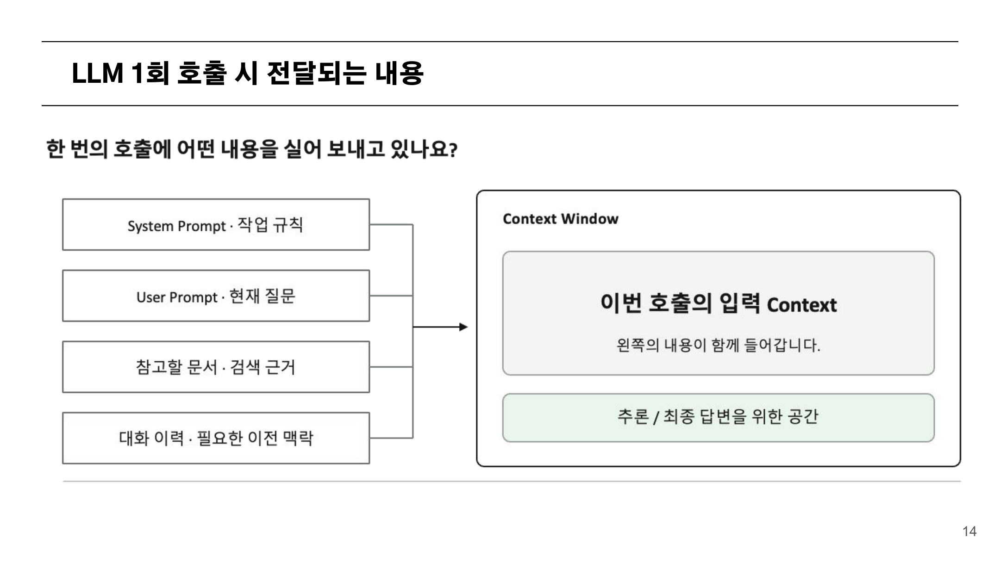 LLM 1회 호출 시 전달되는 내용
한 번의 호출에 어떤 내용을 실어 보내고 있나요?
System Prompt · 작업 규칙
User Prompt · 현재 질문
참고할 문서 · 검색 근거
대화 이력 · 필요한 이전 맥락
Context Window
이번 호출의 입력 Context
왼쪽의 내용이 함께 들어갑니다.
추론 / 최종 답변을 위한 공간
14